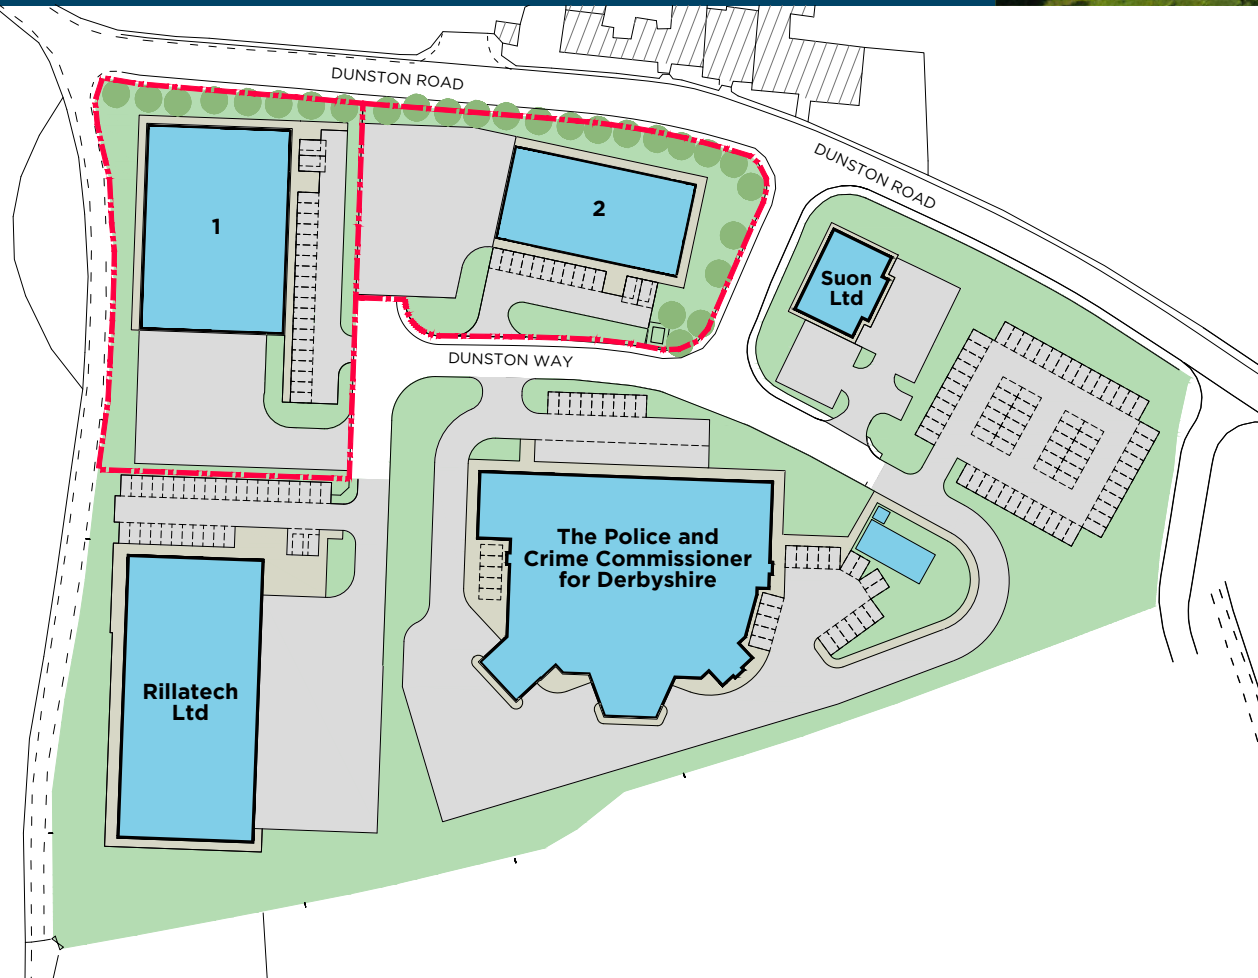 DUNSTON ROAD
DUNSTON ROAD
1
2
Suon
Ltd
DUNSTON WAY
The Police and
Crime Commissioner
for Derbyshire
Rillatech
Ltd